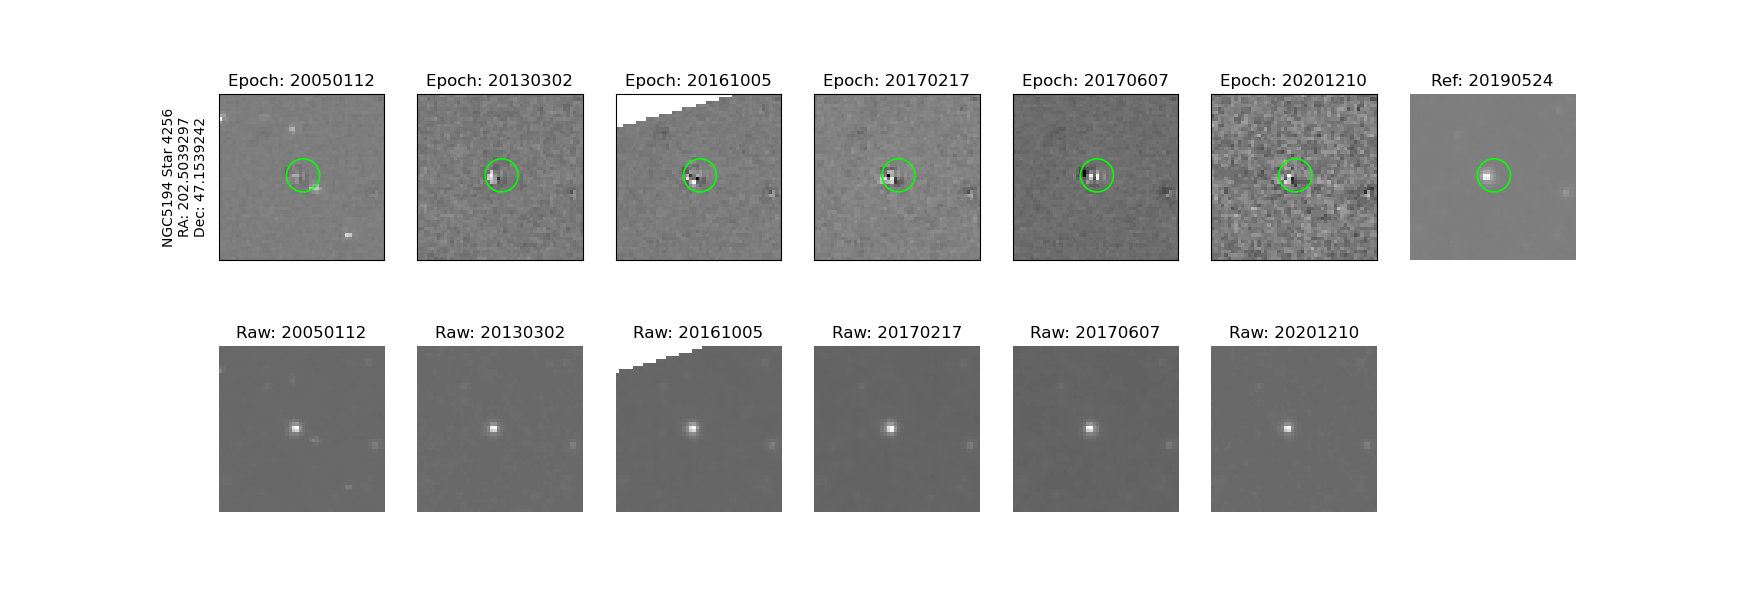 Epoch: 20050112
Epoch: 20130302
Epoch: 20161005
Epoch: 20170217
Epoch: 20170607
Epoch: 20201210
Ref: 20190524
NGC5194 Star 4256
RA: 202.5039297
Dec: 47.1539242
Raw: 20050112
Raw: 20130302
Raw: 20161005
Raw: 20170217
Raw: 20170607
Raw: 20201210